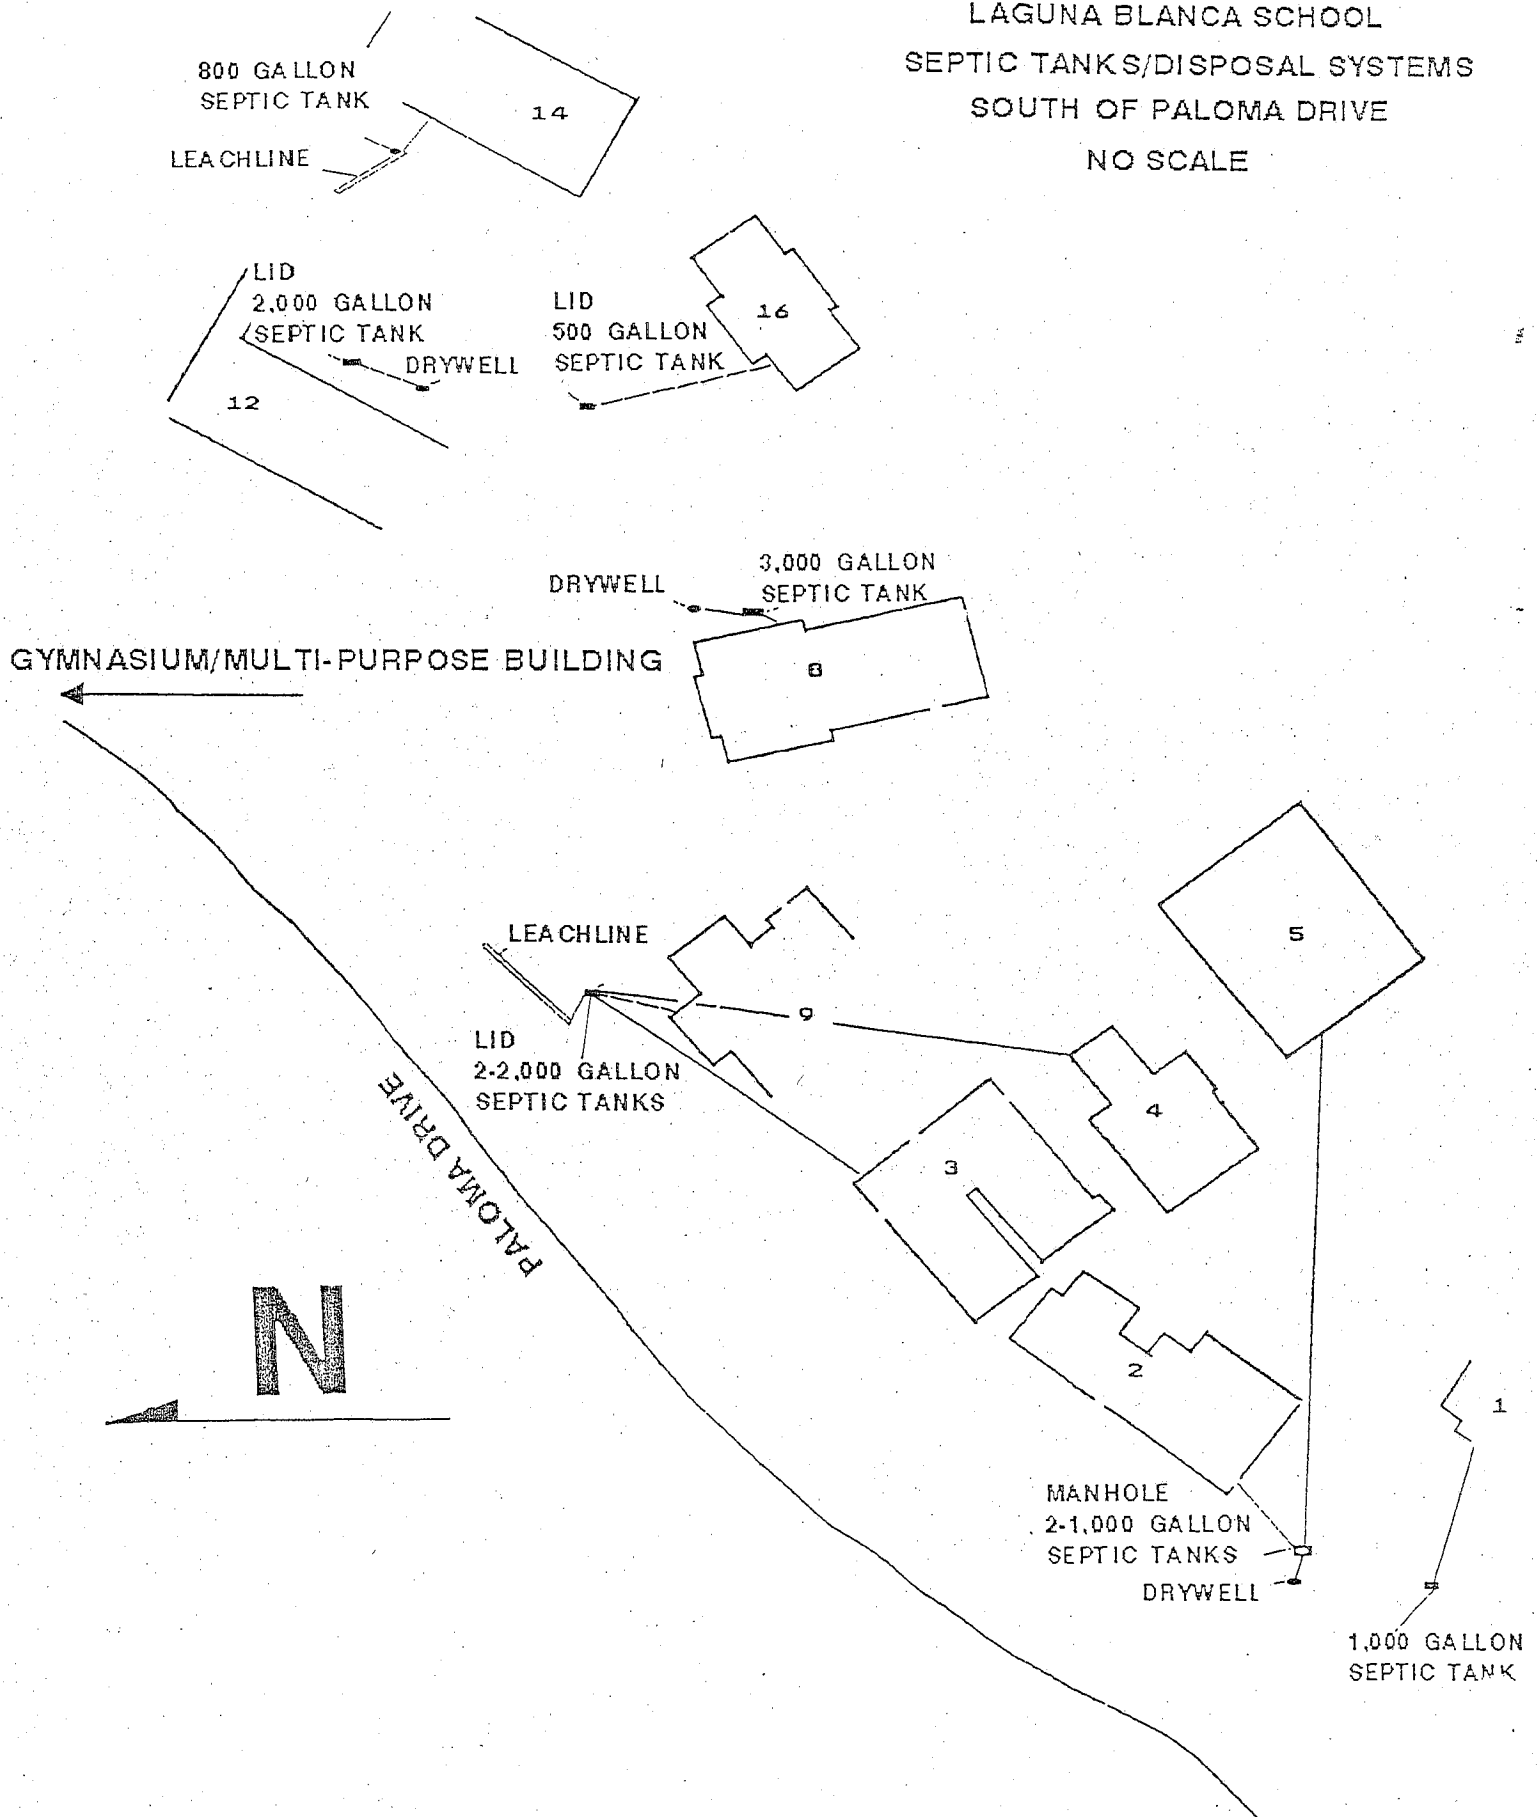 LAGUNA BLANCA SCHOOL
SEPTIC TANKS/DISPOSAL SYSTEMS
SOUTH OF PALOMA DRIVE
NO SCALE
800 GALLON
SEPTIC TANK
14
LEACHLINE
LID
2,000 GALLON
SEPTIC TANK
DRYWELL
12
LID
500 GALLON
SEPTIC TANK
16
DRYWELL
3,000 GALLON
SEPTIC TANK
8
GYMNASIUM/MULTI-PURPOSE BUILDING
5
LEACHLINE
9
LID
2-2,000 GALLON
SEPTIC TANKS
4
3
PALOMA DRIVE
N
2
1
MANHOLE
2-1,000 GALLON
SEPTIC TANKS
DRYWELL
1,000 GALLON
SEPTIC TANK